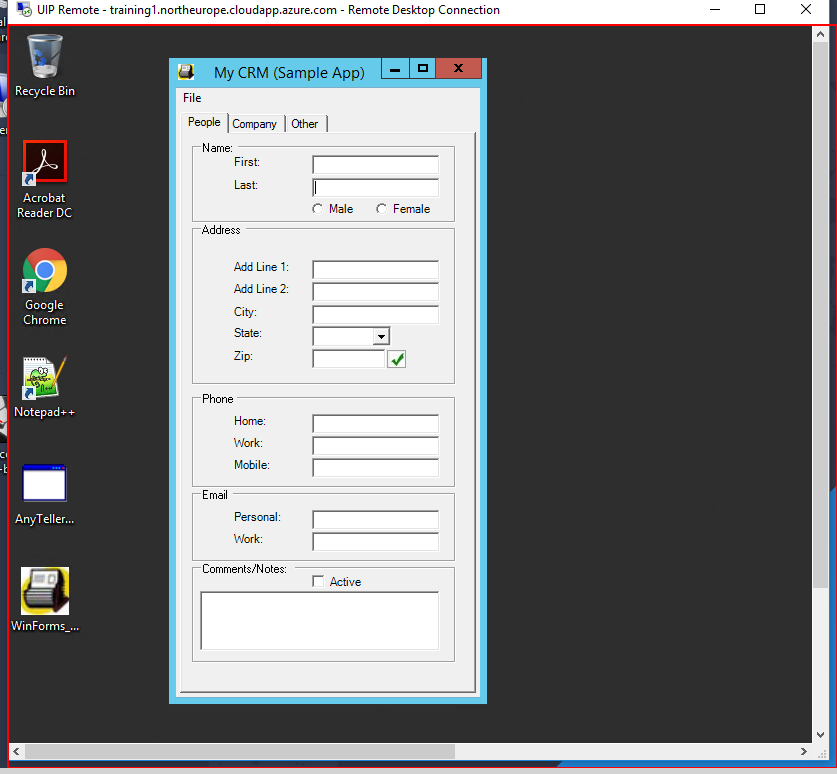 UIP Remote - training1.northeurope.cloudapp.azure.com - Remote Desktop Connection
Recycle Bin
Acrobat
Reader DC
Google
Chrome
Notepad++
AnyTeller...
WinForms_...
My CRM (Sample App)
File
People Company Other
Name:
First:
Last:
Male Female
Address
Add Line 1:
Add Line 2:
City:
State:
Zip:
Phone
Home:
Work:
Mobile:
Email
Personal:
Work:
Comments/Notes:
Active